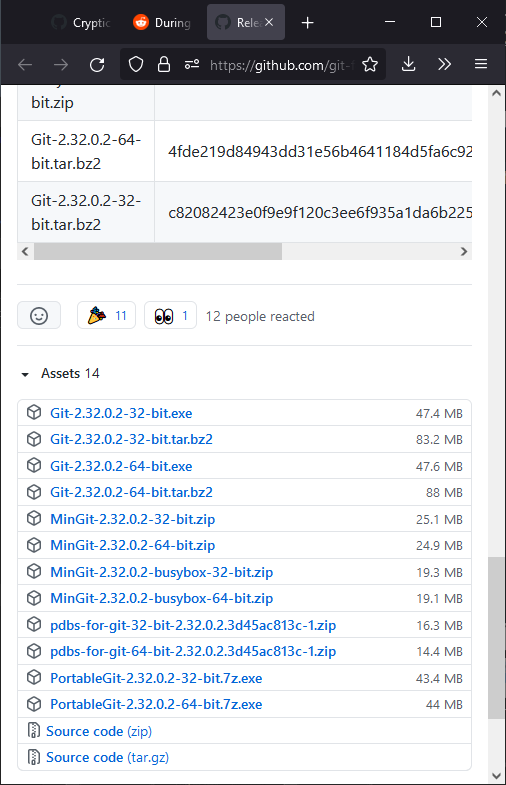 Cryptic
During
Rele
https://github.com/git-
bit.zip
Git-2.32.0.2-64-
bit.tar.bz2
4fde219d84943dd31e56b4641184d5fa6c92
Git-2.32.0.2-32-
bit.tar.bz2
c82082423e0f9e9f120c3ee6f935a1da6b225
11
1
12 people reacted
Assets 14
Git-2.32.0.2-32-bit.exe
47.4 MB
Git-2.32.0.2-32-bit.tar.bz2
83.2 MB
Git-2.32.0.2-64-bit.exe
47.6 MB
Git-2.32.0.2-64-bit.tar.bz2
88 MB
MinGit-2.32.0.2-32-bit.zip
25.1 MB
MinGit-2.32.0.2-64-bit.zip
24.9 MB
MinGit-2.32.0.2-busybox-32-bit.zip
19.3 MB
MinGit-2.32.0.2-busybox-64-bit.zip
19.1 MB
pdbs-for-git-32-bit-2.32.0.2.3d45ac813c-1.zip
16.3 MB
pdbs-for-git-64-bit-2.32.0.2.3d45ac813c-1.zip
14.4 MB
PortableGit-2.32.0.2-32-bit.7z.exe
43.4 MB
PortableGit-2.32.0.2-64-bit.7z.exe
44 MB
Source code (zip)
Source code (tar.gz)